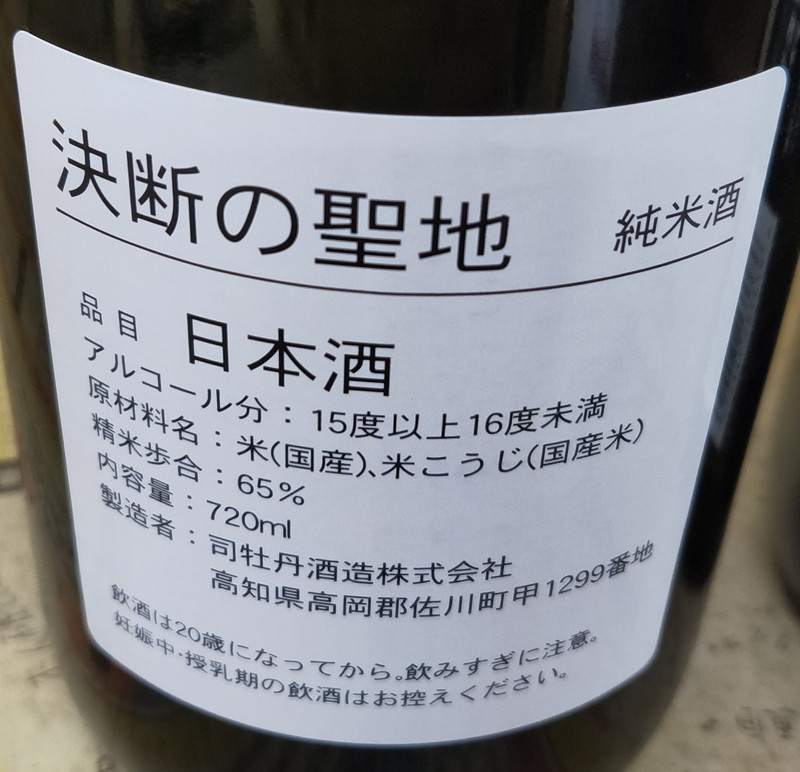 決断の聖地 純米酒
品目 日本酒
アルコール分：15度以上16度未満
原材料名：米(国産)、米こうじ(国産米)
精米歩合：65%
内容量：720ml
製造者：司牡丹酒造株式会社
高知県高岡郡佐川町甲1299番地
飲酒は20歳になってから。飲みすぎに注意。
妊娠中・授乳期の飲酒はお控えください。